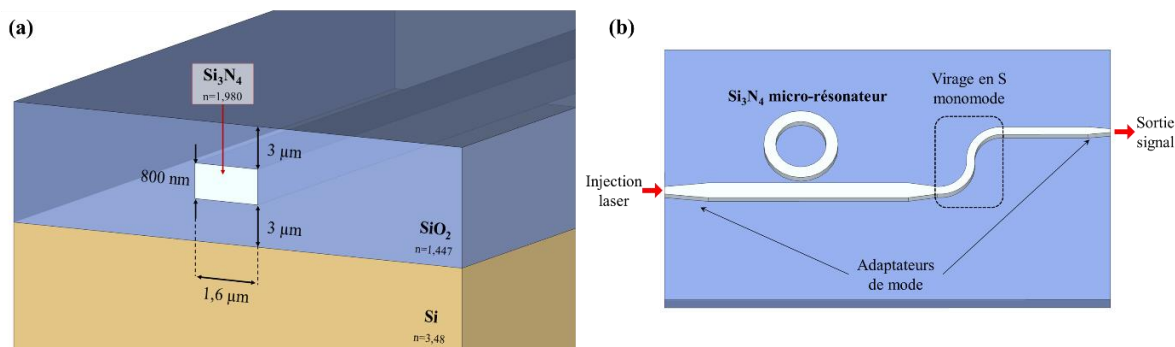 (a)
Si₃N₄
n=1,980
3 µm
800 nm
3 µm
SiO₂
n=1,447
1,6 µm
Si
n=3,48
(b)
Virage en S
monomode
Si₃N₄ micro-résonateur
Sortie
signal
Injection
laser
Adaptateurs
de mode